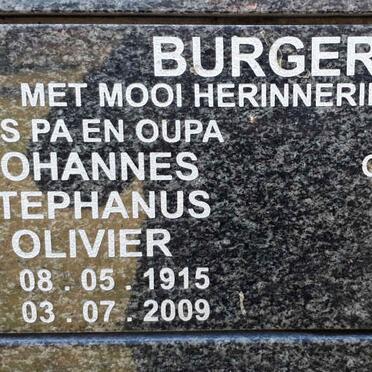 BURGER
MET MOOI HERINNERI
S PA EN OUPA
OHANNES
TEPHANUS
OLIVIER
08 . 05 . 1915
03 . 07 . 2009